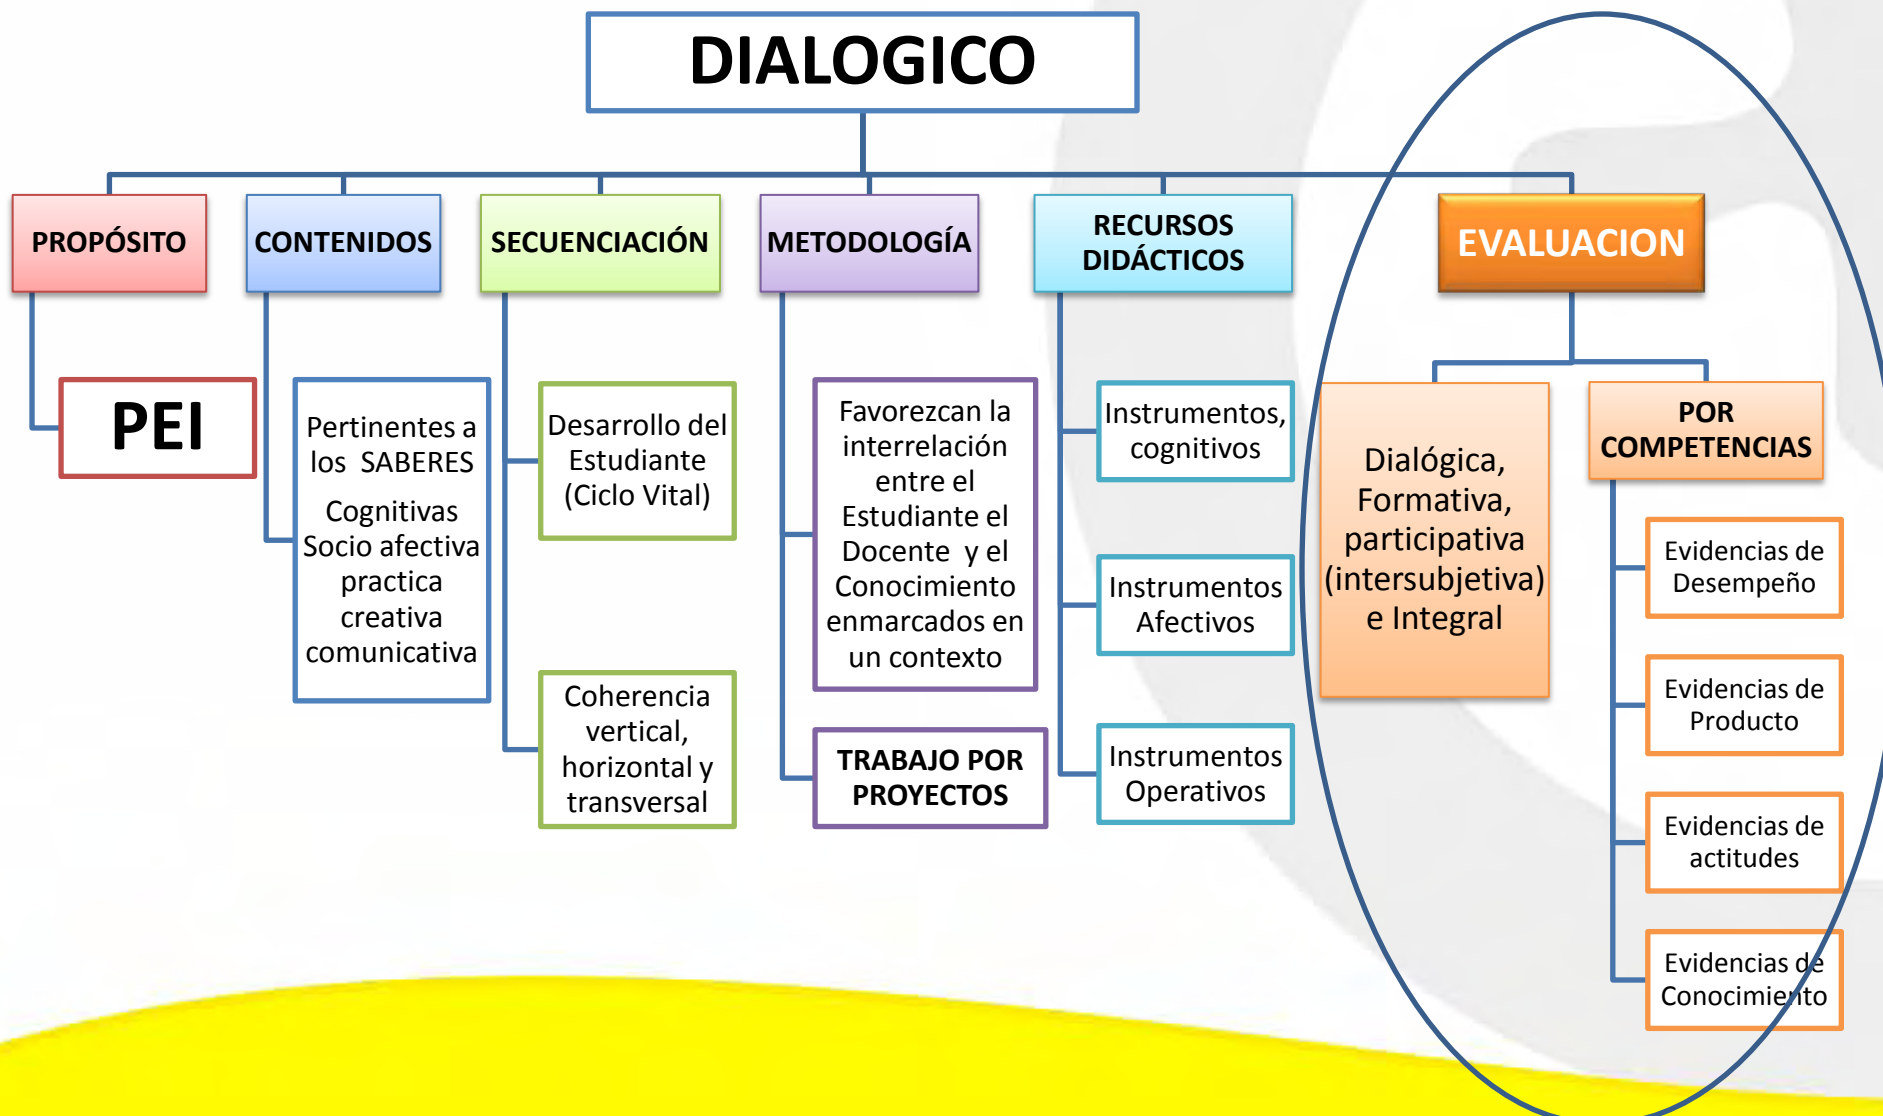 DIALOGICO
PROPÓSITO
PEI
CONTENIDOS
Pertinentes a
los SABERES
Cognitivas
Socio afectiva
practica
creativa
comunicativa
SECUENCIACIÓN
Desarrollo del
Estudiante
(Ciclo Vital)
Coherencia
vertical,
horizontal y
transversal
METODOLOGÍA
Favorezcan la
interrelación
entre el
Estudiante el
Docente y el
Conocimiento
enmarcados en
un contexto
TRABAJO POR
PROYECTOS
RECURSOS
DIDÁCTICOS
Instrumentos,
cognitivos
Instrumentos
Afectivos
Instrumentos
Operativos
EVALUACION
Dialógica,
Formativa,
participativa
(intersubjetiva)
e Integral
POR
COMPETENCIAS
Evidencias de
Desempeño
Evidencias de
Producto
Evidencias de
actitudes
Evidencias de
Conocimiento